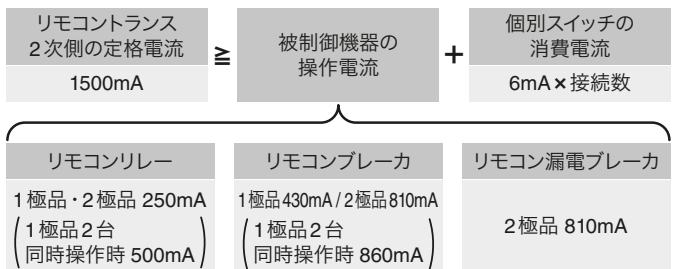 リモコントランス
2次側の定格電流
1500mA
≧
被制御機器の
操作電流
+
個別スイッチの
消費電流
6mA×接続数
リモコンリレー
1極品・2極品 250mA
(1極品2台
同時操作時 500mA)
リモコンブレーカ
1極品430mA / 2極品810mA
(1極品2台
同時操作時 860mA)
リモコン漏電ブレーカ
2極品 810mA